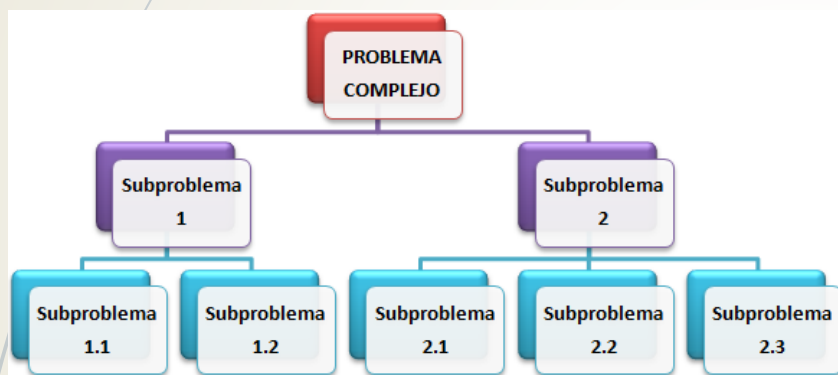 PROBLEMA
COMPLEJO
Subproblema
1
Subproblema
2
Subproblema
1.1
Subproblema
1.2
Subproblema
2.1
Subproblema
2.2
Subproblema
2.3